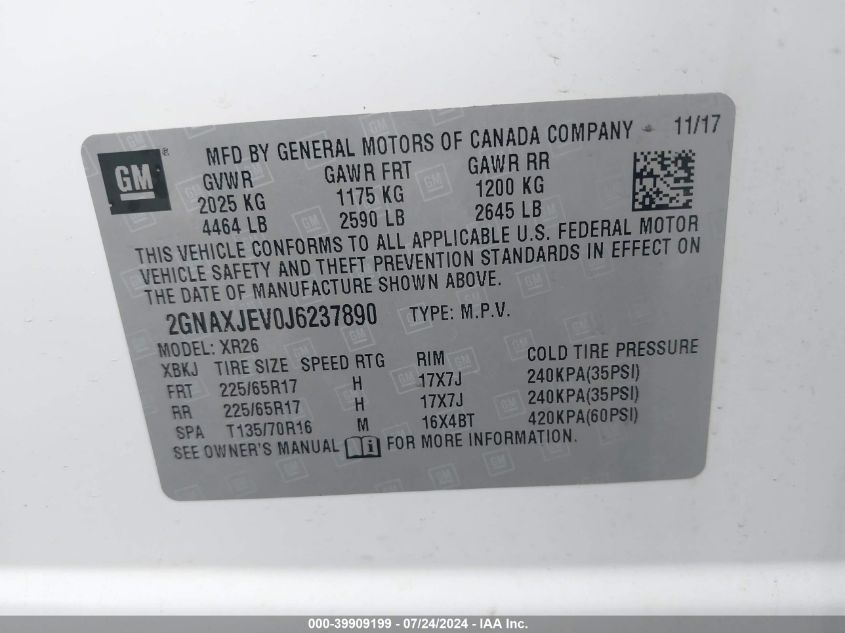 MFD BY GENERAL MOTORS OF CANADA COMPANY 11/17
GM ®
GVWR GAWR FRT GAWR RR
2025 KG 1175 KG 1200 KG
4464 LB 2590 LB 2645 LB
THIS VEHICLE CONFORMS TO ALL APPLICABLE U.S. FEDERAL MOTOR
VEHICLE SAFETY AND THEFT PREVENTION STANDARDS IN EFFECT ON
THE DATE OF MANUFACTURE SHOWN ABOVE.
2GNAXJEV0J6237890 TYPE: M.P.V.
MODEL: XR26
XBKJ TIRE SIZE SPEED RTG RIM COLD TIRE PRESSURE
FRT 225/65R17 H 17X7J 240KPA(35PSI)
RR 225/65R17 H 17X7J 240KPA(35PSI)
SPA T135/70R16 M 16X4BT 420KPA(60PSI)
SEE OWNER'S MANUAL FOR MORE INFORMATION.
000-39909199 / 07/24/2024 - IAA Inc.